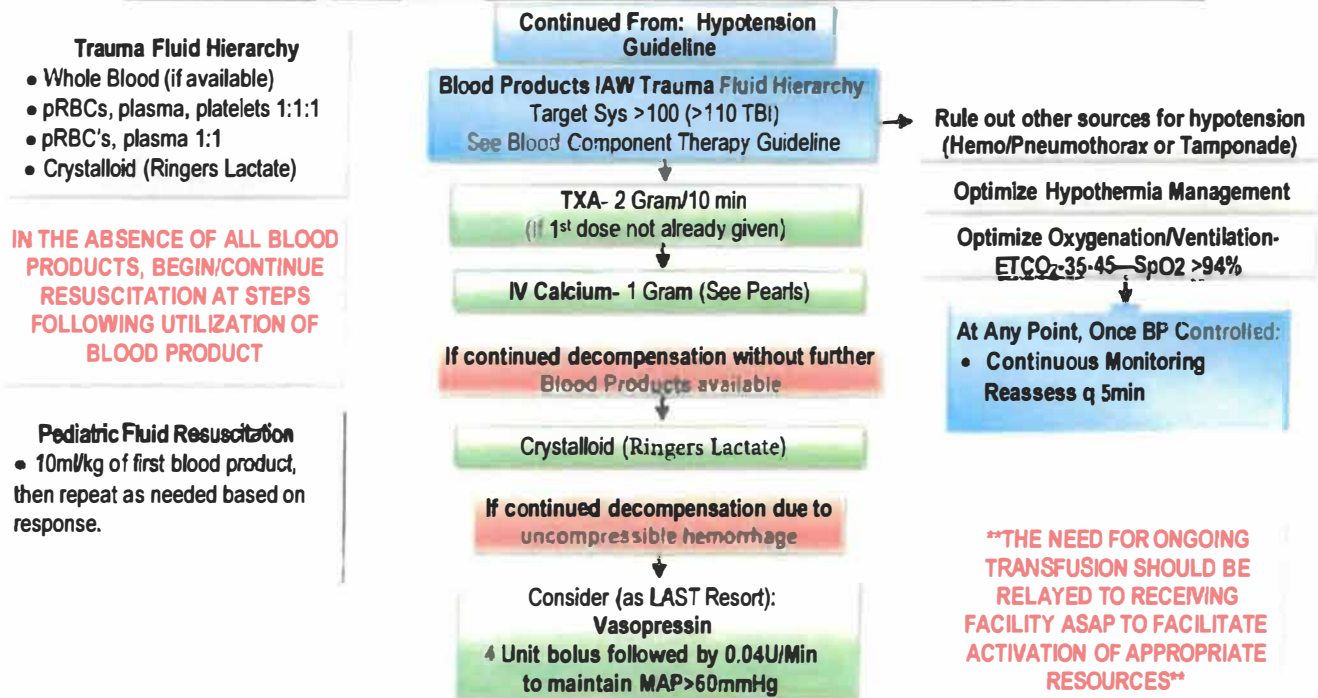 Trauma Fluid Hierarchy
• Whole Blood (if available)
• pRBCs, plasma, platelets 1:1:1
• pRBC's, plasma 1:1
• Crystalloid (Ringers Lactate)
IN THE ABSENCE OF ALL BLOOD
PRODUCTS, BEGIN/CONTINUE
RESUSCITATION AT STEPS
FOLLOWING UTILIZATION OF
BLOOD PRODUCT
Pediatric Fluid Resuscitation
• 10ml/kg of first blood product,
then repeat as needed based on
response.
Continued From: Hypotension
Guideline
Blood Products IAW Trauma Fluid Hierarchy
Target Sys >100 (>110 TBI)
See Blood Component Therapy Guideline
TXA- 2 Gram/10 min
(if 1st dose not already given)
IV Calcium- 1 Gram (See Pearls)
If continued decompensation without further
Blood Products available
Crystalloid (Ringers Lactate)
If continued decompensation due to
uncompressible hemorrhage
Consider (as LAST Resort):
Vasopressin
4 Unit bolus followed by 0.04U/Min
to maintain MAP>60mmHg
Rule out other sources for hypotension
(Hemo/Pneumothorax or Tamponade)
Optimize Hypothermia Management
Optimize Oxygenation/Ventilation-
ETCO2-35-45—SpO2 >94%
At Any Point, Once BP Controlled:
• Continuous Monitoring
Reassess q 5min
**THE NEED FOR ONGOING
TRANSFUSION SHOULD BE
RELAYED TO RECEIVING
FACILITY ASAP TO FACILITATE
ACTIVATION OF APPROPRIATE
RESOURCES**